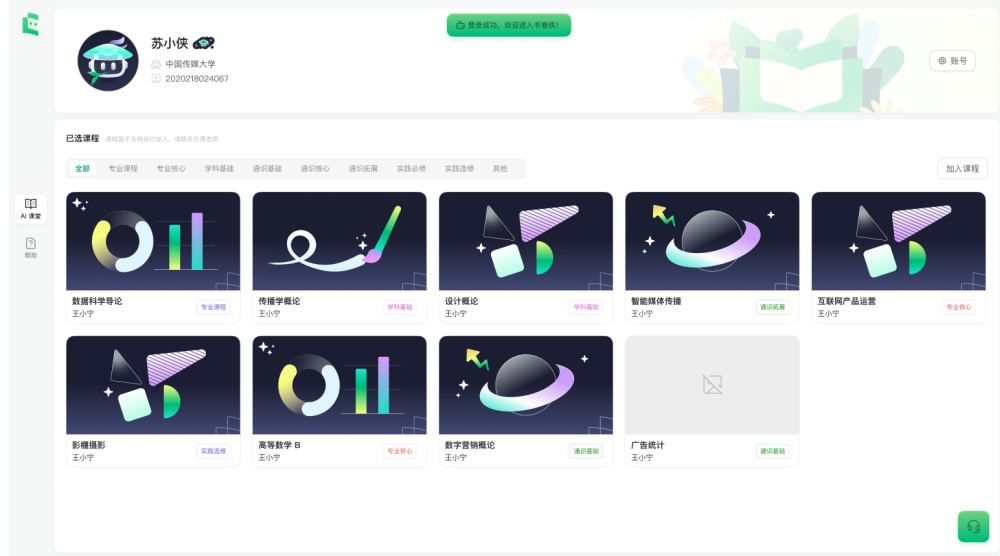 登录成功，欢迎进入书卷侠！
苏小侠
中国传媒大学
2020218024067
账号
已选课程 课程暂不支持自行加入，请联系任课老师
全部 专业课程 专业核心 学科基础 通识基础 通识核心 通识拓展 实践必修 实践选修 其他
加入课程
AI 课堂
帮助
数据科学导论
王小宁
专业课程
传播学概论
王小宁
学科基础
设计概论
王小宁
学科基础
智能媒体传播
王小宁
通识拓展
互联网产品运营
王小宁
专业核心
影棚摄影
王小宁
实践选修
高等数学 B
王小宁
专业核心
数字营销概论
王小宁
通识基础
广告统计
王小宁
通识基础